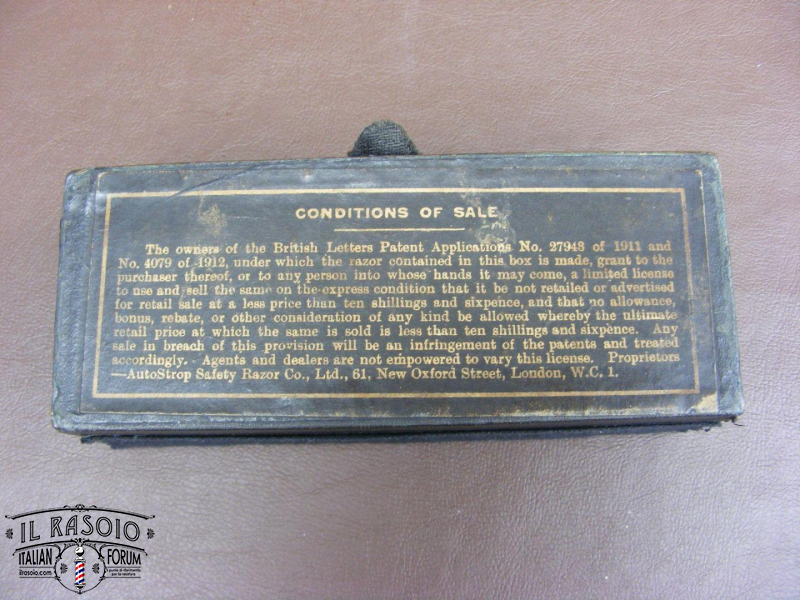 CONDITIONS OF SALE
The owners of the British Letters Patent Applications No. 27948 of 1911 and
No. 4079 of 1912, under which the razor contained in this box is made, grant to the
purchaser thereof, or to any person into whose hands it may come, a limited license
to use and sell the same on the express condition that it be not retailed or advertised
for retail sale at a less price than ten shillings and sixpence, and that no allowance,
bonus, rebate, or other consideration of any kind be allowed whereby the ultimate
retail price at which the same is sold is less than ten shillings and sixpence. Any
sale in breach of this provision will be an infringement of the patents and treated
accordingly. Agents and dealers are not empowered to vary this license. Proprietors
—AutoStrop Safety Razor Co., Ltd., 61, New Oxford Street, London, W.C. 1.
IL RASOIO
ITALIAN FORUM
ilrasoio.com
il punto di riferimento
per la rasatura